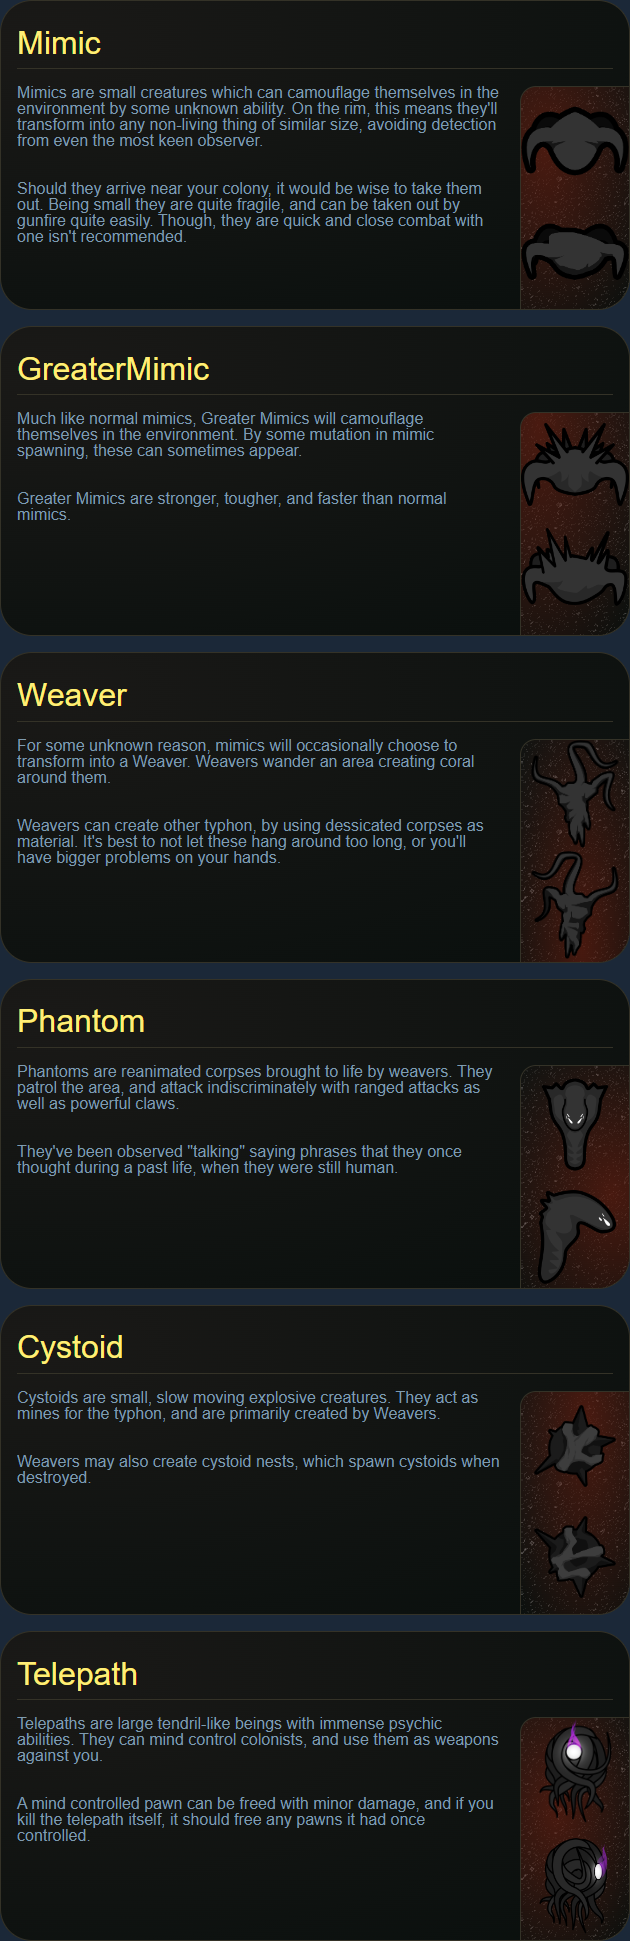 Mimic
Mimics are small creatures which can camouflage themselves in the
environment by some unknown ability. On the rim, this means they'll
transform into any non-living thing of similar size, avoiding detection
from even the most keen observer.
Should they arrive near your colony, it would be wise to take them
out. Being small they are quite fragile, and can be taken out by
gunfire quite easily. Though, they are quick and close combat with
one isn't recommended.
GreaterMimic
Much like normal mimics, Greater Mimics will camouflage
themselves in the environment. By some mutation in mimic
spawning, these can sometimes appear.
Greater Mimics are stronger, tougher, and faster than normal
mimics.
Weaver
For some unknown reason, mimics will occasionally choose to
transform into a Weaver. Weavers wander an area creating coral
around them.
Weavers can create other typhon, by using dessicated corpses as
material. It's best to not let these hang around too long, or you'll
have bigger problems on your hands.
Phantom
Phantoms are reanimated corpses brought to life by weavers. They
patrol the area, and attack indiscriminately with ranged attacks as
well as powerful claws.
They've been observed "talking" saying phrases that they once
thought during a past life, when they were still human.
Cystoid
Cystoids are small, slow moving explosive creatures. They act as
mines for the typhon, and are primarily created by Weavers.
Weavers may also create cystoid nests, which spawn cystoids when
destroyed.
Telepath
Telepaths are large tendril-like beings with immense psychic
abilities. They can mind control colonists, and use them as weapons
against you.
A mind controlled pawn can be freed with minor damage, and if you
kill the telepath itself, it should free any pawns it had once
controlled.